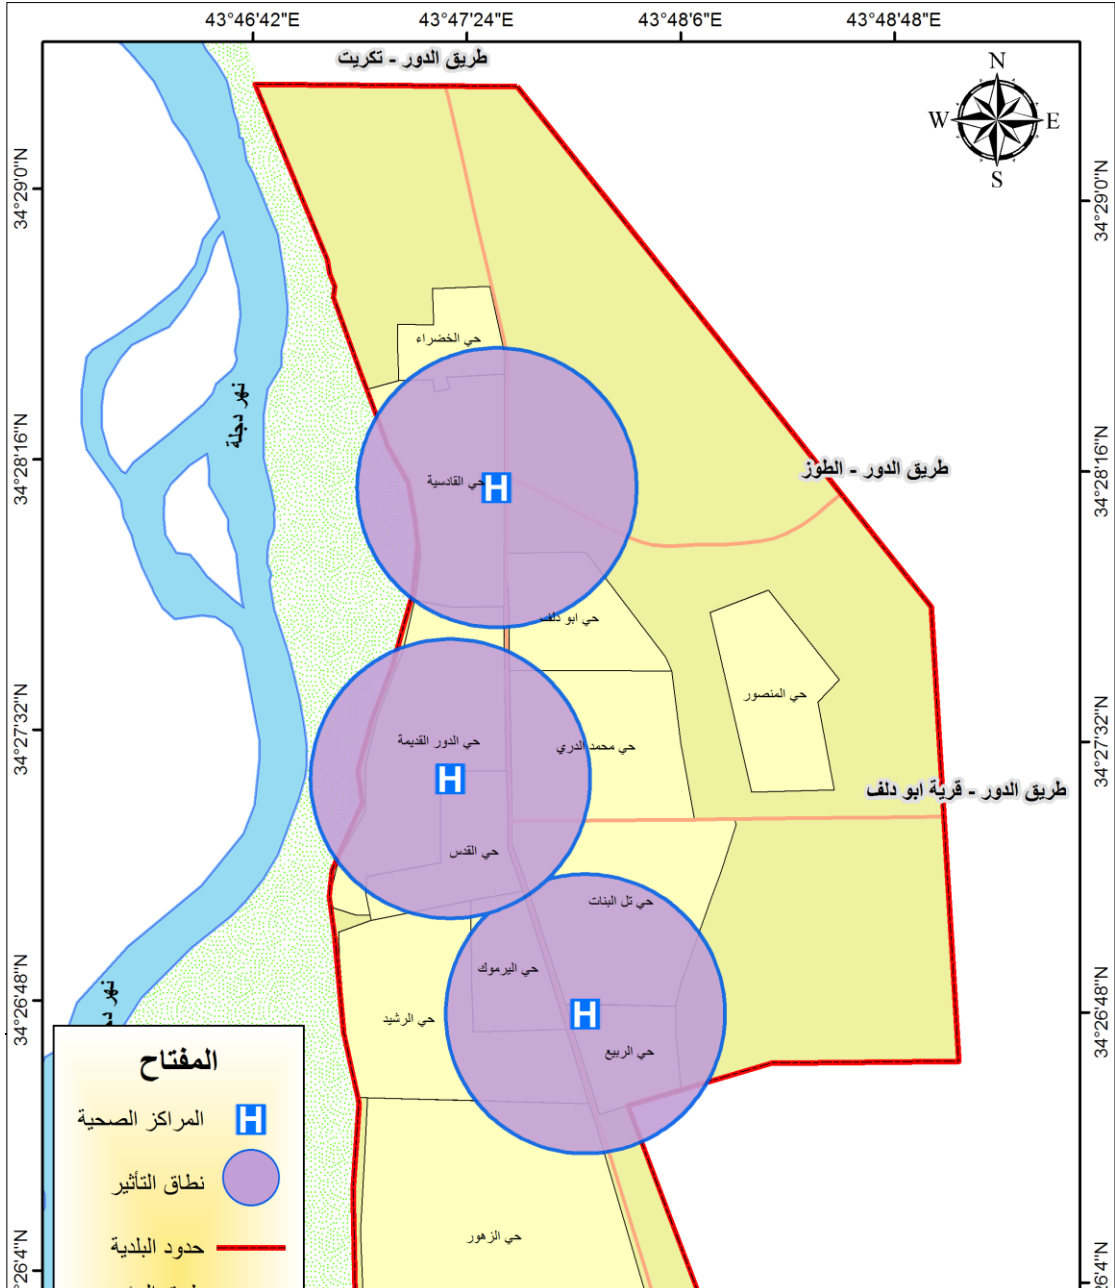 43°46'42"E 43°47'24"E 43°48'6"E 43°48'48"E
طريق الدور - تكريت
N
W E
S
34°29'0"N 34°29'0"N
حي الخضراء
نهر دجلة
34°28'16"N 34°28'16"N
طريق الدور - الطوز
حي القادسية H
حي ابو دلف
حي المنصور
34°27'32"N 34°27'32"N
حي الدور القديمة
حي محمد الدري
H
طريق الدور - قرية ابو دلف
حي القدس
حي تل البنات
حي اليرموك
34°26'48"N 34°26'48"N
نهر
حي الرشيد
H
حي الربيع
المفتاح
المراكز الصحية H
نطاق التأثير
حي الزهور
حدود البلدية